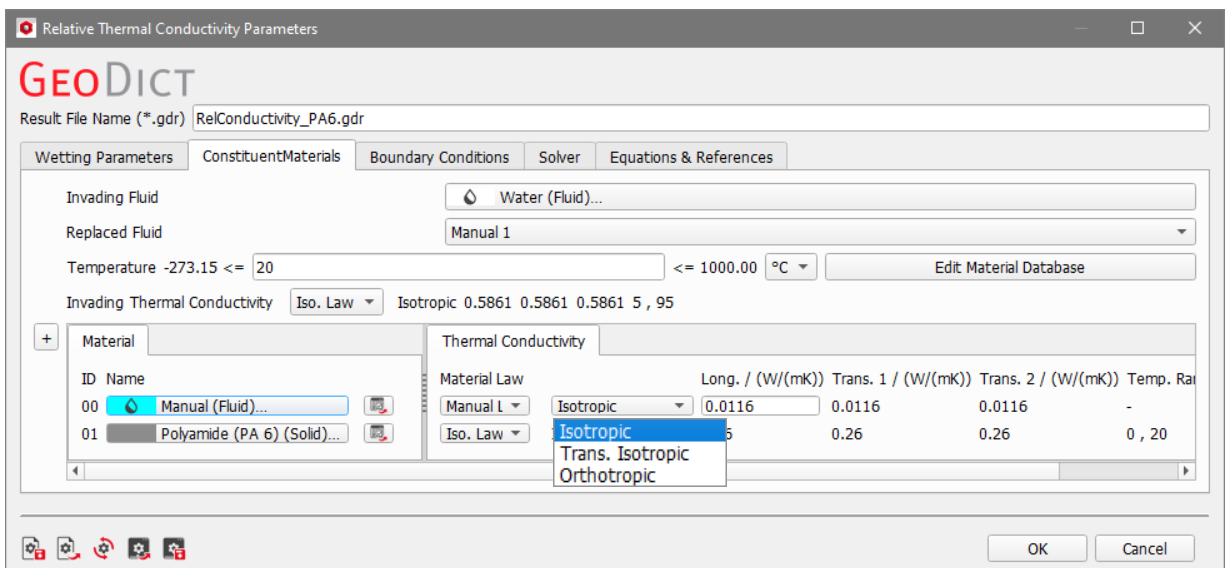 Relative Thermal Conductivity Parameters
GEODICT
Result File Name (*.gdr) RelConductivity_PA6.gdr
Wetting Parameters ConstituentMaterials Boundary Conditions Solver Equations & References
Invading Fluid Water (Fluid)...
Replaced Fluid Manual 1
Temperature -273.15 <= 20 <= 1000.00 °C Edit Material Database
Invading Thermal Conductivity Iso. Law Isotropic 0.5861 0.5861 0.5861 5 , 95
+ Material Thermal Conductivity
ID Name Material Law Long. / (W/(mK)) Trans. 1 / (W/(mK)) Trans. 2 / (W/(mK)) Temp. Rai
00 Manual (Fluid)... Manual L Isotropic 0.0116 0.0116 0.0116 -
01 Polyamide (PA 6) (Solid)... Iso. Law 0.26 0.26 0 , 20
Isotropic
Trans. Isotropic
Orthotropic
OK Cancel